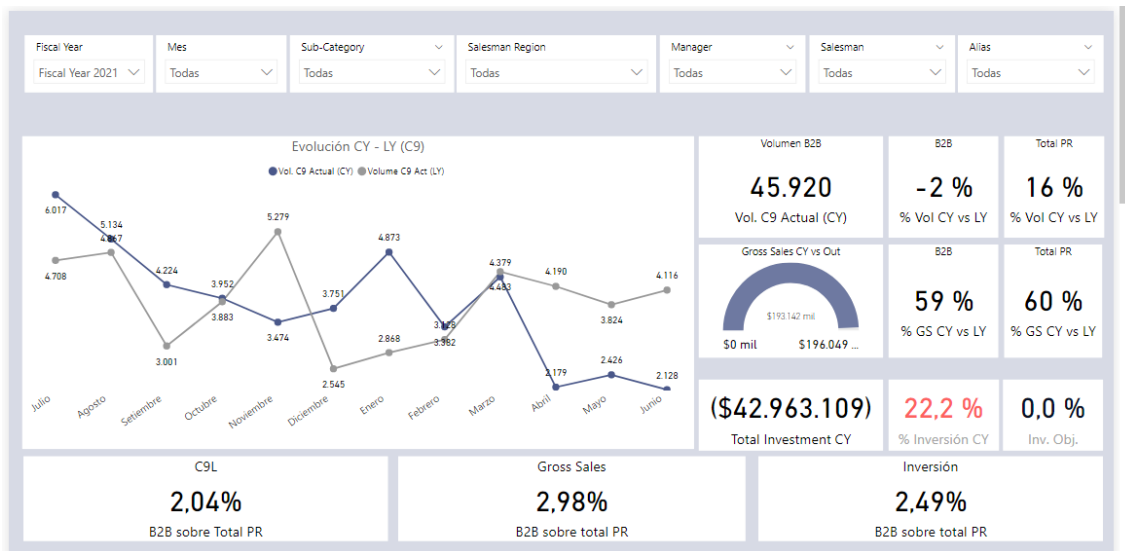 Fiscal Year
Fiscal Year 2021
Mes
Todas
Sub-Category
Todas
Salesman Region
Todas
Manager
Todas
Salesman
Todas
Alias
Todas
Evolución CY - LY (C9)
Vol. C9 Actual (CY) Volume C9 Act (LY)
6.017
4.708
5.134
4.867
4.224
3.001
3.952
3.883
5.279
3.474
3.751
2.545
4.873
2.868
3.128
3.382
4.379
4.483
4.190
2.179
3.824
2.426
4.116
2.128
Julio Agosto Setiembre Octubre Noviembre Diciembre Enero Febrero Marzo Abril Mayo Junio
Volumen B2B
45.920
Vol. C9 Actual (CY)
B2B
-2 %
% Vol CY vs LY
Total PR
16 %
% Vol CY vs LY
Gross Sales CY vs Out
$193.142 mil
$0 mil $196.049 ...
B2B
59 %
% GS CY vs LY
Total PR
60 %
% GS CY vs LY
($42.963.109)
Total Investment CY
22,2 %
% Inversión CY
0,0 %
Inv. Obj.
C9L
2,04%
B2B sobre Total PR
Gross Sales
2,98%
B2B sobre total PR
Inversión
2,49%
B2B sobre total PR